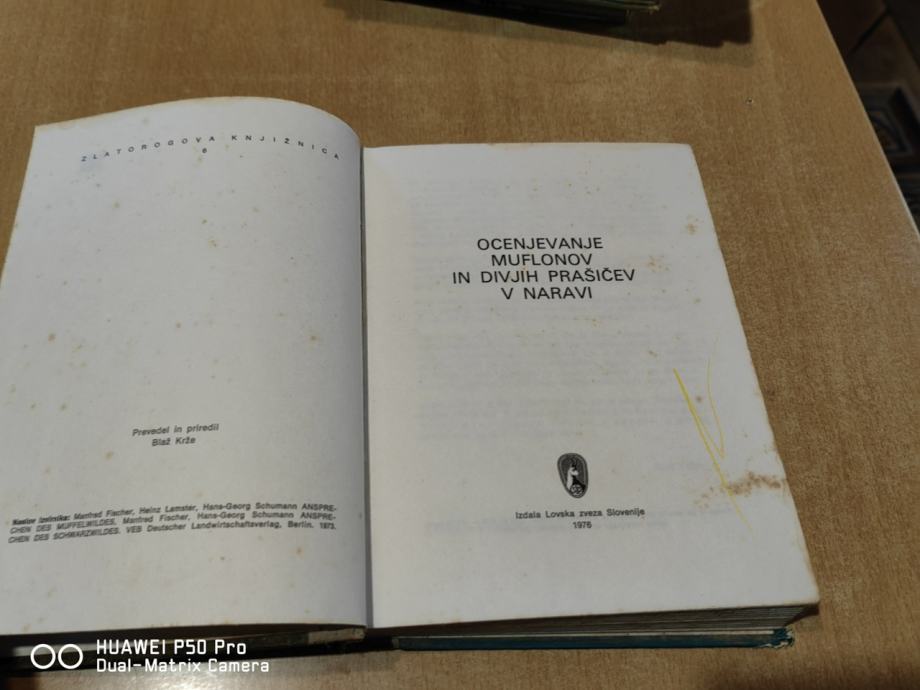 ZLATOROGOVA KNJIŽNICA
6
Prevedel in priredil
Blaž Krže
Naslov izvirnika: Manfred Fischer, Heinz Lamster, Hans-Georg Schumann ANSPRE-
CHEN DES MUFFELWILDES, Manfred Fischer, Hans-Georg Schumann ANSPRE-
CHEN DES SCHWARZWILDES. VEB Deutscher Landwirtschaftsverlag, Berlin. 1973.
OCENJEVANJE
MUFLONOV
IN DIVJIH PRAŠIČEV
V NARAVI
Izdala Lovska zveza Slovenije
1976
HUAWEI P50 Pro
Dual-Matrix Camera